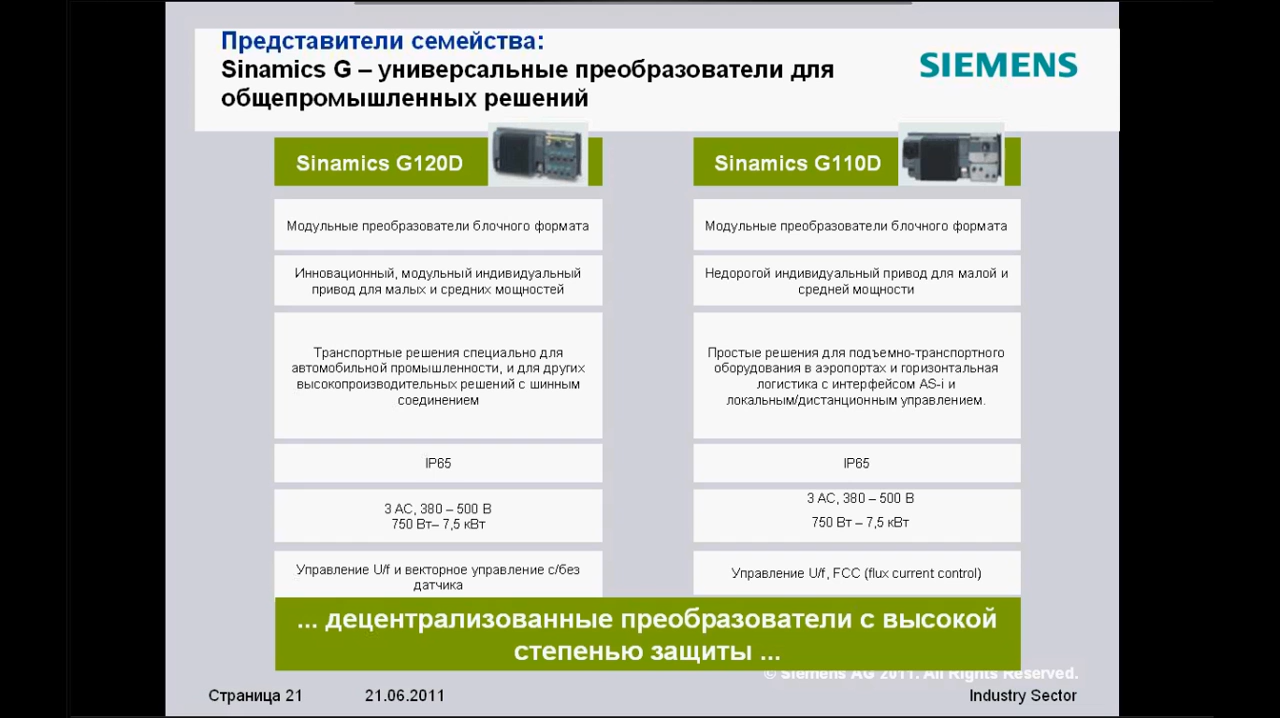 Представители семейства:
Sinamics G – универсальные преобразователи для
общепромышленных решений
SIEMENS
Sinamics G120D
Модульные преобразователи блочного формата
Инновационный, модульный индивидуальный
привод для малых и средних мощностей
Транспортные решения специально для
автомобильной промышленности, и для других
высокопроизводительных решений с шинным
соединением
IP65
3 АС, 380 – 500 В
750 Вт– 7,5 кВт
Управление U/f и векторное управление с/без
датчика
Sinamics G110D
Модульные преобразователи блочного формата
Недорогой индивидуальный привод для малой и
средней мощности
Простые решения для подъемно-транспортного
оборудования в аэропортах и горизонтальная
логистика с интерфейсом AS-i и
локальным/дистанционным управлением.
IP65
3 АС, 380 – 500 В
750 Вт – 7,5 кВт
Управление U/f, FCC (flux current control)
... децентрализованные преобразователи с высокой
степенью защиты ...
© Siemens AG 2011. All Rights Reserved.
Страница 21
21.06.2011
Industry Sector